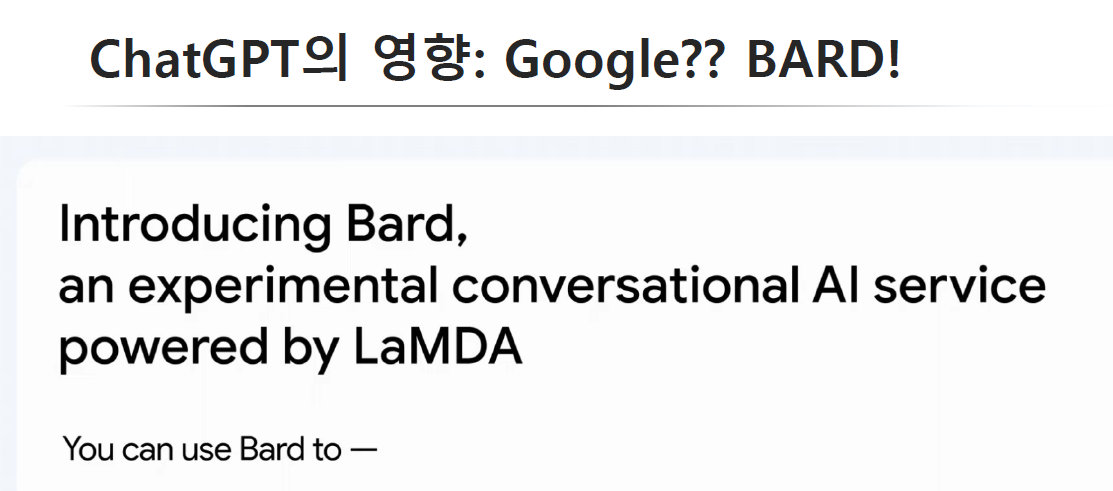 ChatGPT의 영향: Google?? BARD!
Introducing Bard,
an experimental conversational AI service
powered by LaMDA
You can use Bard to —